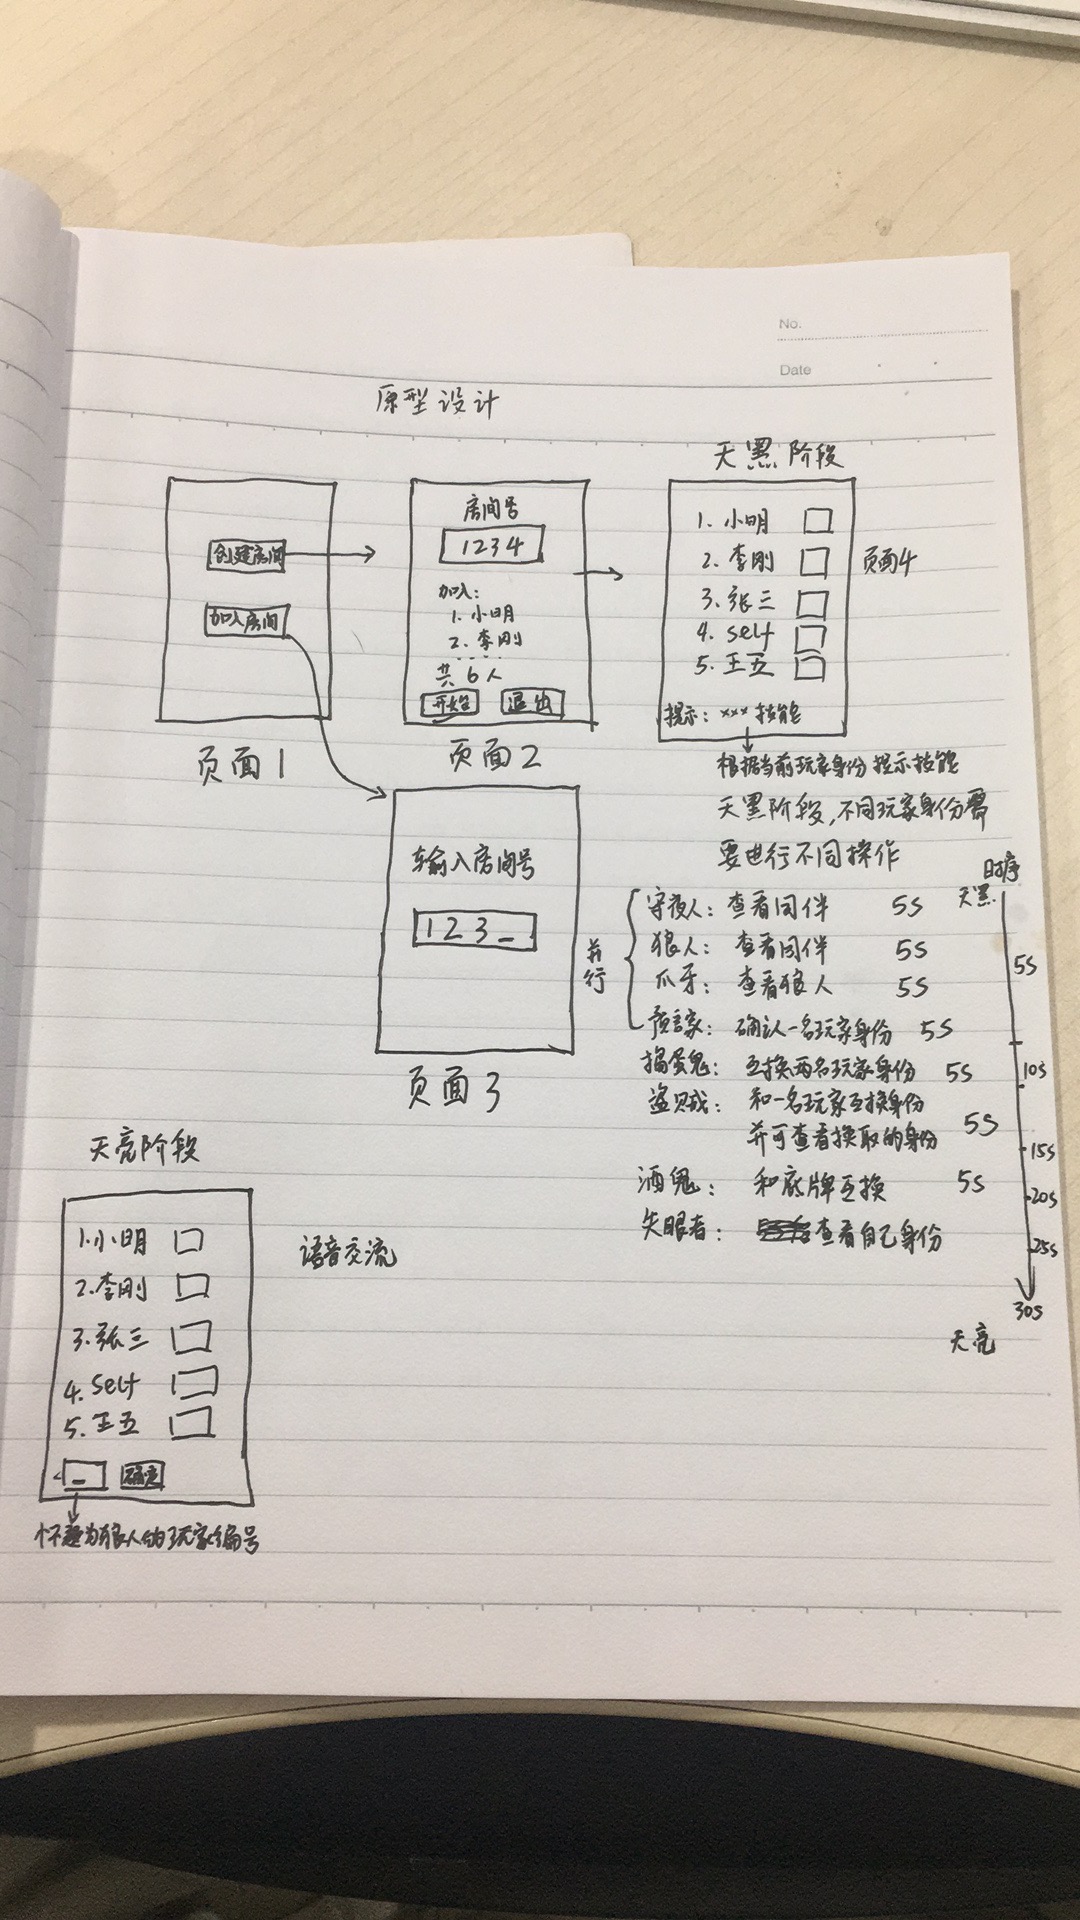 No.
Date
原型设计
创建房间
加入房间
页面1
房间号
1234
加入:
1. 小明
2. 李刚
共6人
开始 退出
页面2
输入房间号
123_
页面3
天黑阶段
1. 小明
2. 李刚
3. 张三
4. self
5. 王五
提示: xxx技能
页面4
根据当前玩家身份提示技能
天黑阶段,不同玩家身份需
要进行不同操作
并行
守夜人: 查看同伴 5S
狼人: 查看同伴 5S
爪牙: 查看狼人 5S
预言家: 确认一名玩家身份 5S
捣蛋鬼: 互换两名玩家身份 5S
盗贼: 和一名玩家互换身份
并可查看换取的身份 5S
酒鬼: 和底牌互换 5S
失眠者: 查看自己身份
时序
天黑
5S
10S
15S
20S
25S
30S
天亮
天亮阶段
1. 小明
2. 李刚
3. 张三
4. Self
5. 王五
_ 确定
怀疑为狼人的玩家编号
语音交流